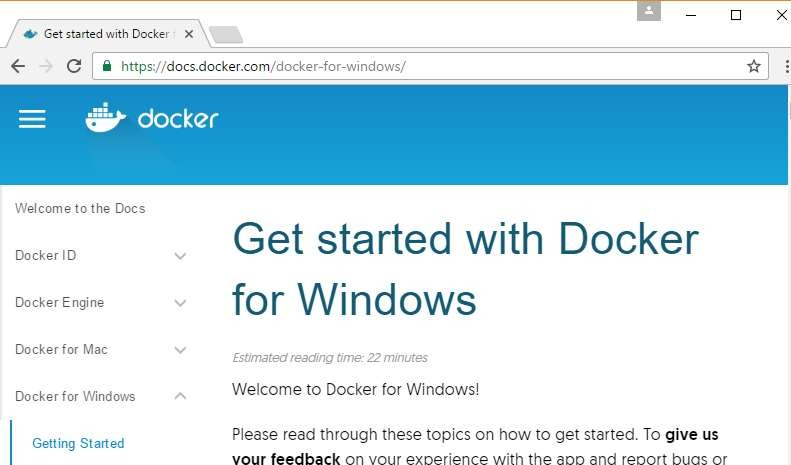 Get started with Docker f
https://docs.docker.com/docker-for-windows/
docker
Welcome to the Docs
Docker ID
Docker Engine
Docker for Mac
Docker for Windows
Getting Started
Get started with Docker
for Windows
Estimated reading time: 22 minutes
Welcome to Docker for Windows!
Please read through these topics on how to get started. To give us
your feedback on your experience with the app and report bugs or